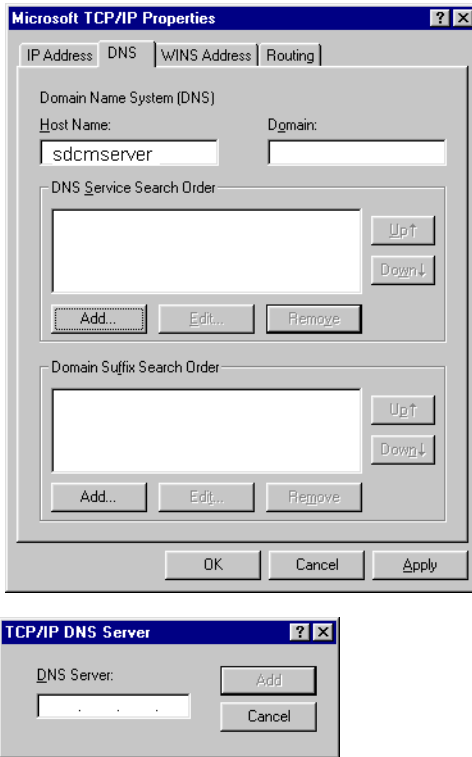 Microsoft TCP/IP Properties
IP Address DNS WINS Address Routing
Domain Name System (DNS)
Host Name: Domain:
sdcmserver
DNS Service Search Order
Up↑
Down↓
Add... Edit... Remove
Domain Suffix Search Order
Up↑
Down↓
Add... Edit... Remove
OK Cancel Apply
TCP/IP DNS Server
DNS Server:
Add
. . .
Cancel